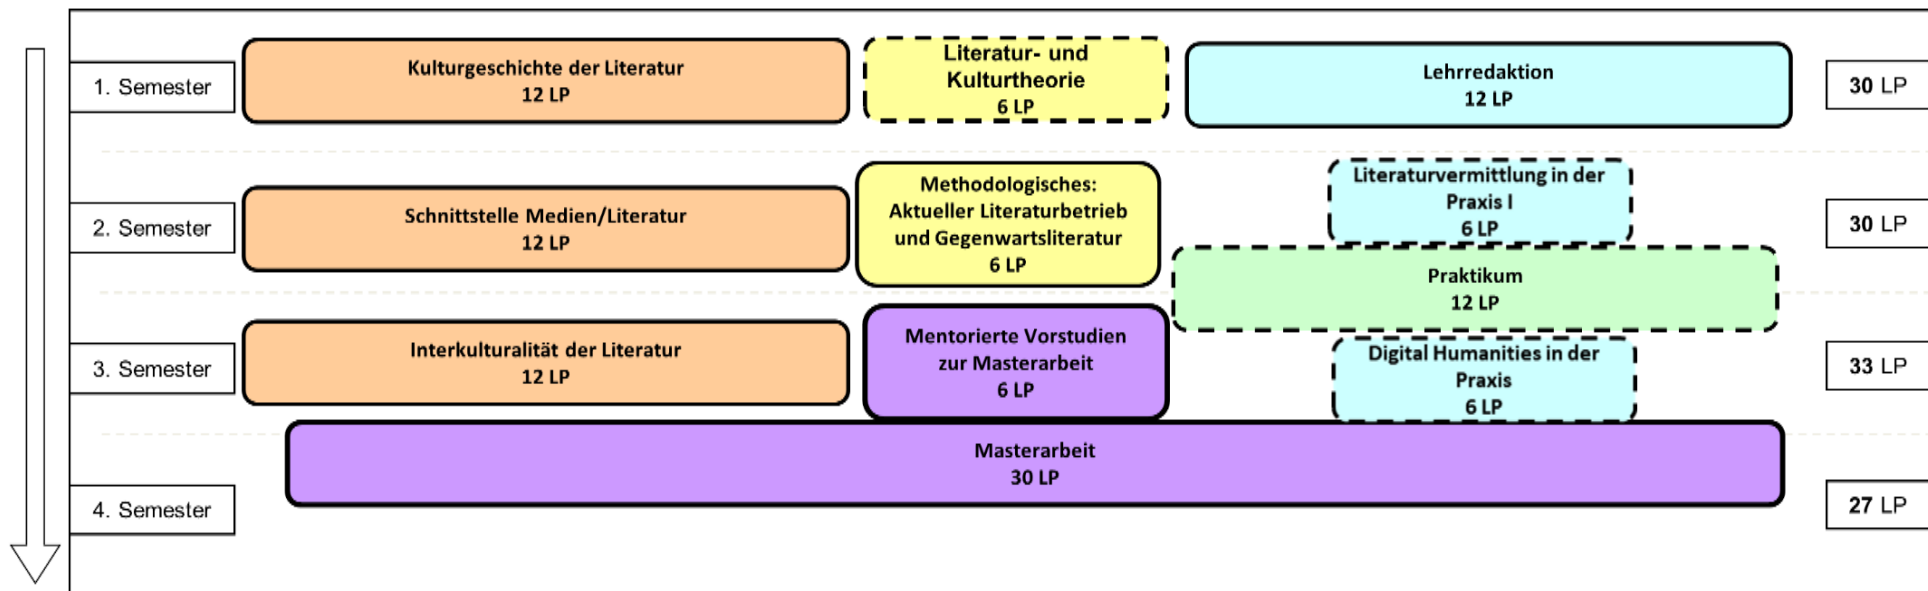 1. Semester
Kulturgeschichte der Literatur
12 LP
Literatur- und
Kulturtheorie
6 LP
Lehrredaktion
12 LP
30 LP
2. Semester
Schnittstelle Medien/Literatur
12 LP
Methodologisches:
Aktueller Literaturbetrieb
und Gegenwartsliteratur
6 LP
Literaturvermittlung in der
Praxis I
6 LP
30 LP
Praktikum
12 LP
3. Semester
Interkulturalität der Literatur
12 LP
Mentorierte Vorstudien
zur Masterarbeit
6 LP
Digital Humanities in der
Praxis
6 LP
33 LP
Masterarbeit
30 LP
4. Semester
27 LP